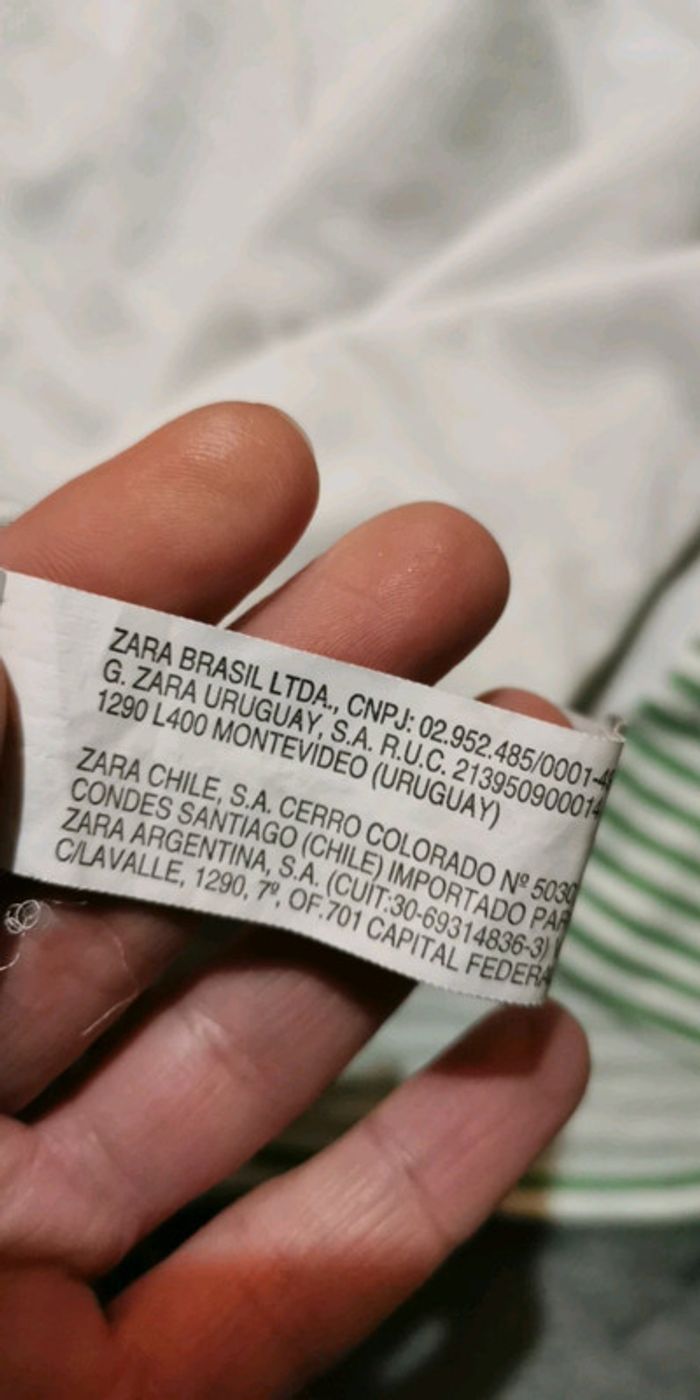 ZARA BRASIL LTDA., CNPJ: 02.952.485/0001-
G. ZARA URUGUAY, S.A. R.U.C. 213950900014
1290 L400 MONTEVIDEO (URUGUAY)
ZARA CHILE, S.A. CERRO COLORADO Nº 5030
CONDES SANTIAGO (CHILE) IMPORTADO PAR
ZARA ARGENTINA, S.A. (CUIT:30-69314836-3)
C/LAVALLE, 1290, 7º, OF.701 CAPITAL FEDERA